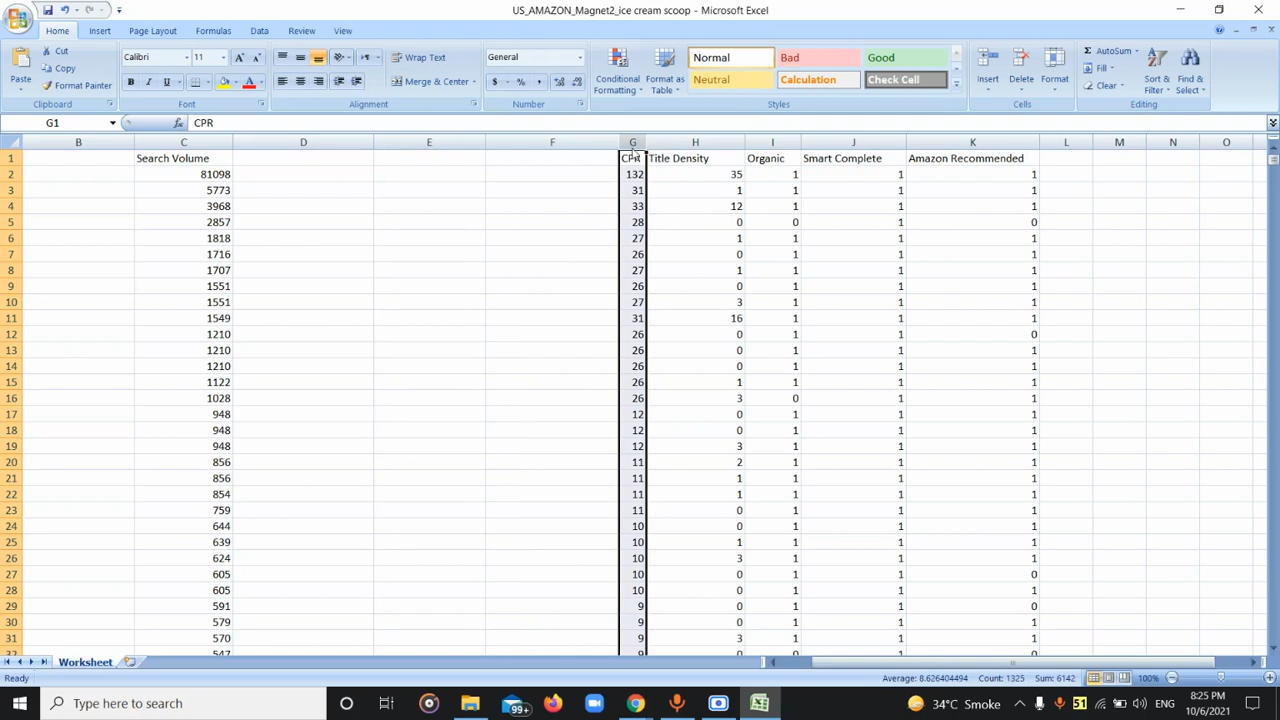 US_AMAZON_Magnet2_ice cream scoop - Microsoft Excel
Home Insert Page Layout Formulas Data Review View
Paste Cut Copy Format Painter Clipboard
Calibri 11 Font
Wrap Text Merge & Center Alignment
General Number
Conditional Formatting Format as Table
Normal Bad Good
Neutral Calculation Check Cell
Styles
Insert Delete Format Cells
AutoSum Fill Clear Sort & Filter Find & Select Editing
G1 fx CPR
B C D E F G H I J K L M N O
1 Search Volume Title Density Organic Smart Complete Amazon Recommended
2 81098 132 35 1 1 1
3 5773 31 1 1 1 1
4 3968 33 12 1 1 1
5 2857 28 0 0 1 0
6 1818 27 1 1 1 1
7 1716 26 0 1 1 1
8 1707 27 1 1 1 1
9 1551 26 0 1 1 1
10 1551 27 3 1 1 1
11 1549 31 16 1 1 1
12 1210 26 0 1 1 0
13 1210 26 0 1 1 1
14 1210 26 0 1 1 1
15 1122 26 1 1 1 1
16 1028 26 3 0 1 1
17 948 12 0 1 1 1
18 948 12 0 1 1 1
19 948 12 3 1 1 1
20 856 11 2 1 1 1
21 856 11 1 1 1 1
22 854 11 1 1 1 1
23 759 11 0 1 1 1
24 644 10 0 1 1 1
25 639 10 1 1 1 1
26 624 10 3 1 1 1
27 605 10 0 1 1 0
28 605 10 0 1 1 1
29 591 9 0 1 1 0
30 579 9 0 1 1 1
31 570 9 3 1 1 1
Worksheet
Ready Average: 8.626404494 Count: 1325 Sum: 6142 100%
Type here to search 99+ 34°C Smoke 51 8:25 PM
10/6/2021